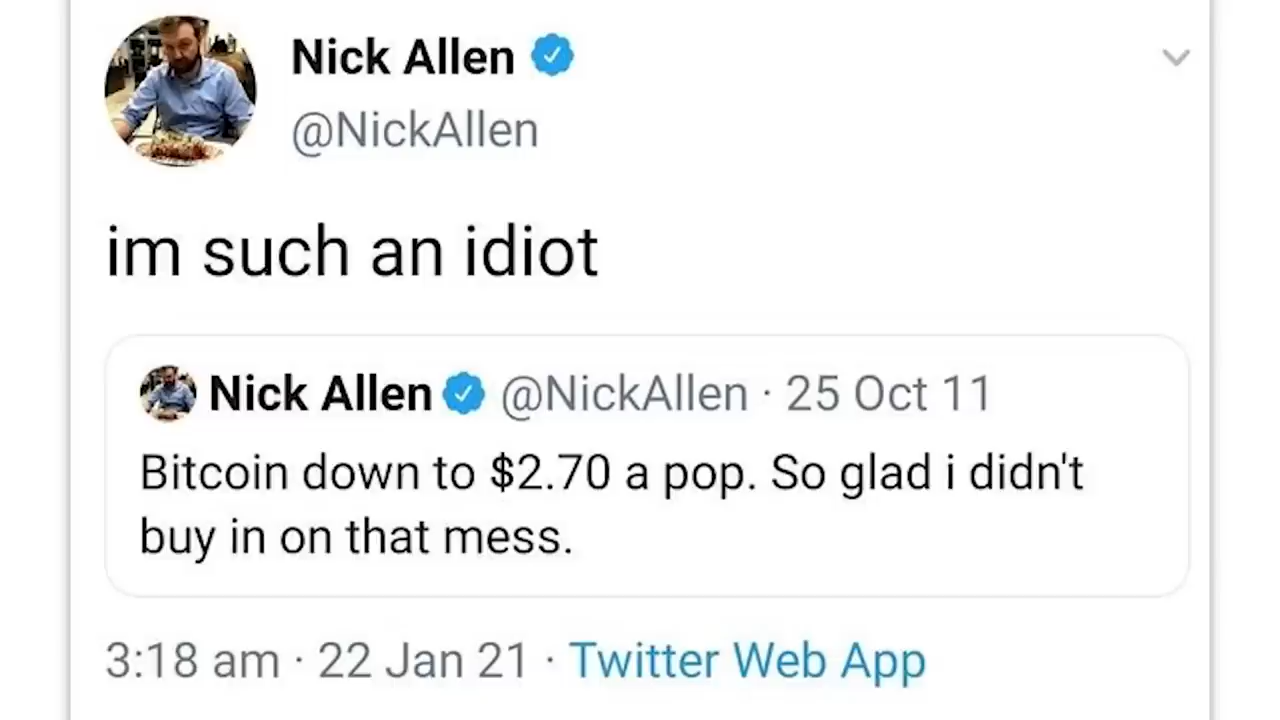 Nick Allen
@NickAllen
im such an idiot
Nick Allen @NickAllen · 25 Oct 11
Bitcoin down to $2.70 a pop. So glad i didn't
buy in on that mess.
3:18 am · 22 Jan 21 · Twitter Web App